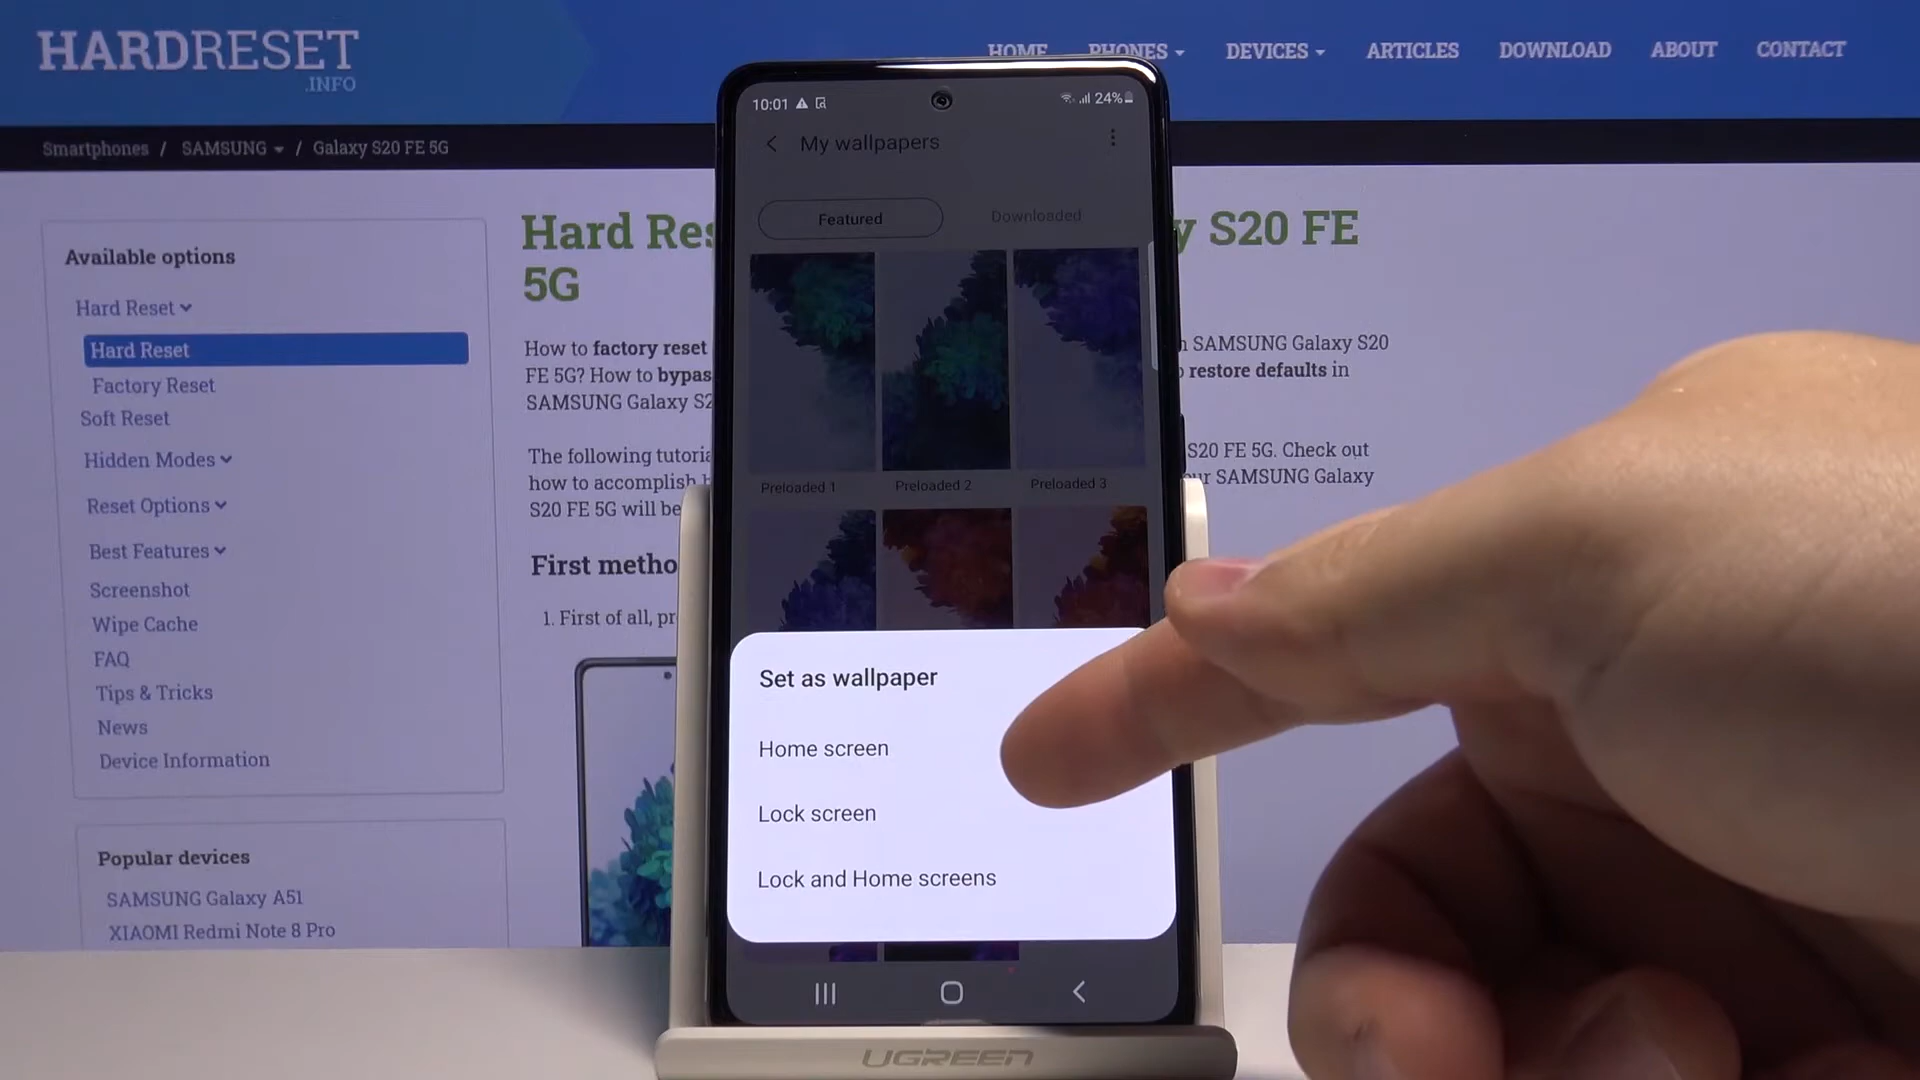 HARDRESET
.INFO
HOME PHONES DEVICES ARTICLES DOWNLOAD ABOUT CONTACT
Smartphones / SAMSUNG / Galaxy S20 FE 5G
Available options
Hard Reset
Hard Reset
Factory Reset
Soft Reset
Hidden Modes
Reset Options
Best Features
Screenshot
Wipe Cache
FAQ
Tips & Tricks
News
Device Information
Popular devices
SAMSUNG Galaxy A51
XIAOMI Redmi Note 8 Pro
Hard Res y S20 FE
5G
How to factory reset SAMSUNG Galaxy S20
FE 5G? How to bypas restore defaults in
SAMSUNG Galaxy S2
The following tutoria S20 FE 5G. Check out
how to accomplish SAMSUNG Galaxy
S20 FE 5G will be
First metho
1. First of all, pr
10:01 24%
My wallpapers
Featured Downloaded
Preloaded 1 Preloaded 2 Preloaded 3
Set as wallpaper
Home screen
Lock screen
Lock and Home screens
UGREEN